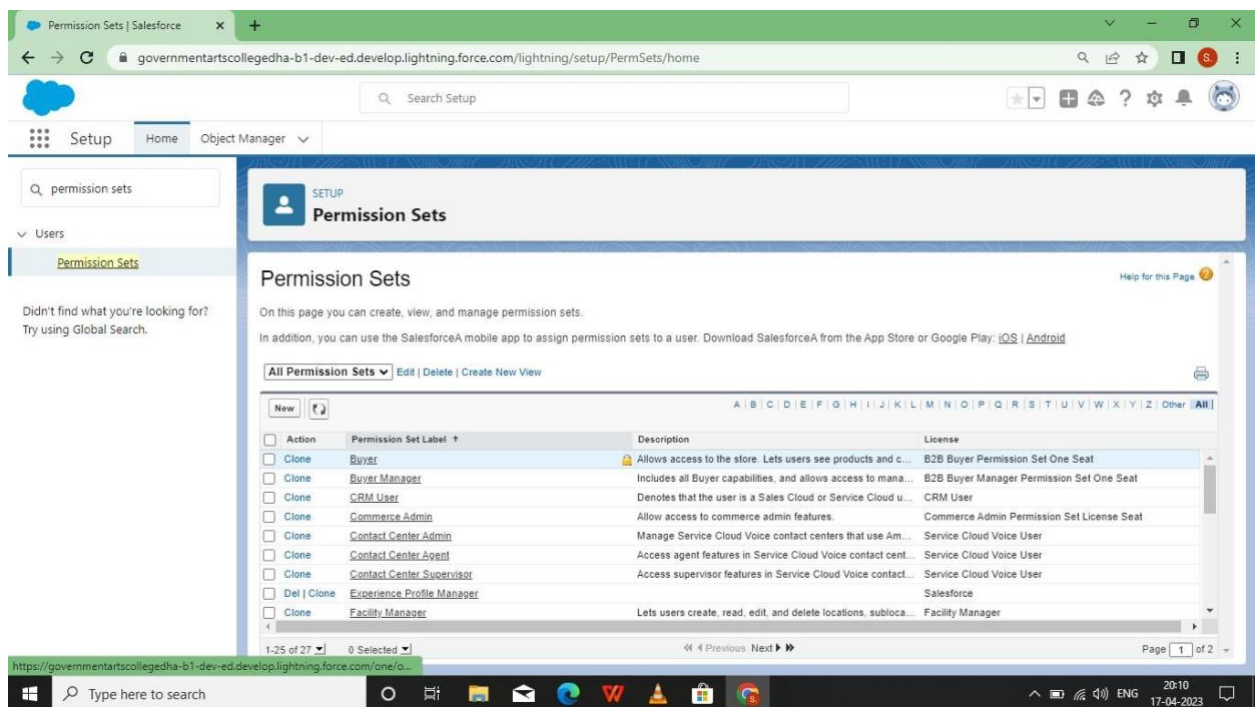 Permission Sets | Salesforce
governmentartscollegedha-b1-dev-ed.develop.lightning.force.com/lightning/setup/PermSets/home
S.
Search Setup
Setup Home Object Manager
permission sets
Users
Permission Sets
Didn't find what you're looking for?
Try using Global Search.
SETUP
Permission Sets
Permission Sets
Help for this Page
On this page you can create, view, and manage permission sets.
In addition, you can use the SalesforceA mobile app to assign permission sets to a user. Download SalesforceA from the App Store or Google Play: iOS | Android
All Permission Sets Edit | Delete | Create New View
New A | B | C | D | E | F | G | H | I | J | K | L | M | N | O | P | Q | R | S | T | U | V | W | X | Y | Z | Other All
Action Permission Set Label Description License
Clone Buyer Allows access to the store. Lets users see products and c... B2B Buyer Permission Set One Seat
Clone Buyer Manager Includes all Buyer capabilities, and allows access to mana... B2B Buyer Manager Permission Set One Seat
Clone CRM User Denotes that the user is a Sales Cloud or Service Cloud u... CRM User
Clone Commerce Admin Allow access to commerce admin features. Commerce Admin Permission Set License Seat
Clone Contact Center Admin Manage Service Cloud Voice contact centers that use Am... Service Cloud Voice User
Clone Contact Center Agent Access agent features in Service Cloud Voice contact cent... Service Cloud Voice User
Clone Contact Center Supervisor Access supervisor features in Service Cloud Voice contact... Service Cloud Voice User
Del | Clone Experience Profile Manager Salesforce
Clone Facility Manager Lets users create, read, edit, and delete locations, subloca... Facility Manager
1-25 of 27 0 Selected Previous Next Page 1 of 2
https://governmentartscollegedha-b1-dev-ed.develop.lightning.force.com/one/o...
Type here to search
ENG
20:10
17-04-2023